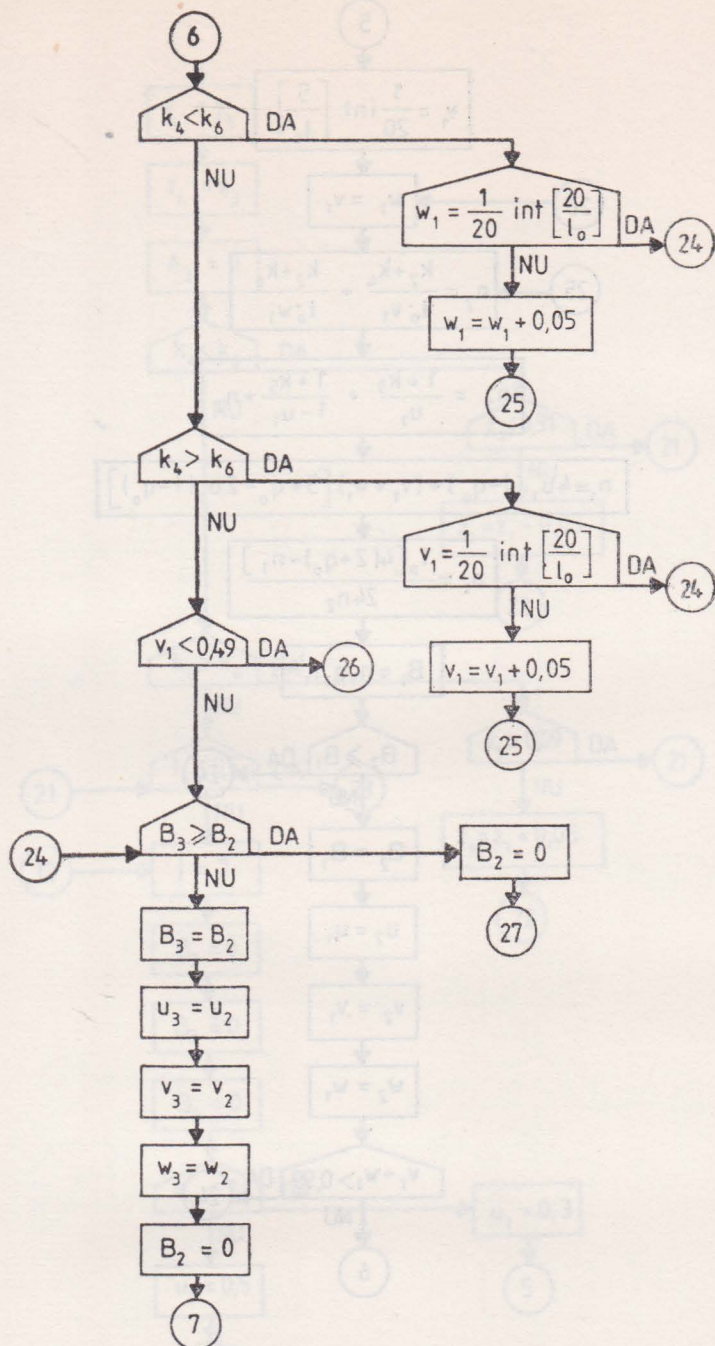 6
k₄<k₆ DA
NU
w₁ = 1/20 int [20/l₀] DA 24
NU
w₁ = w₁ + 0,05
25
k₄ > k₆ DA
NU
v₁ = 1/20 int [20/l₀] DA 24
NU
v₁ = v₁ + 0,05
25
v₁ < 0,49 DA 26
NU
24 B₃ ⩾ B₂ DA B₂ = 0
NU
27
B₃ = B₂
u₃ = u₂
v₃ = v₂
w₃ = w₂
B₂ = 0
7